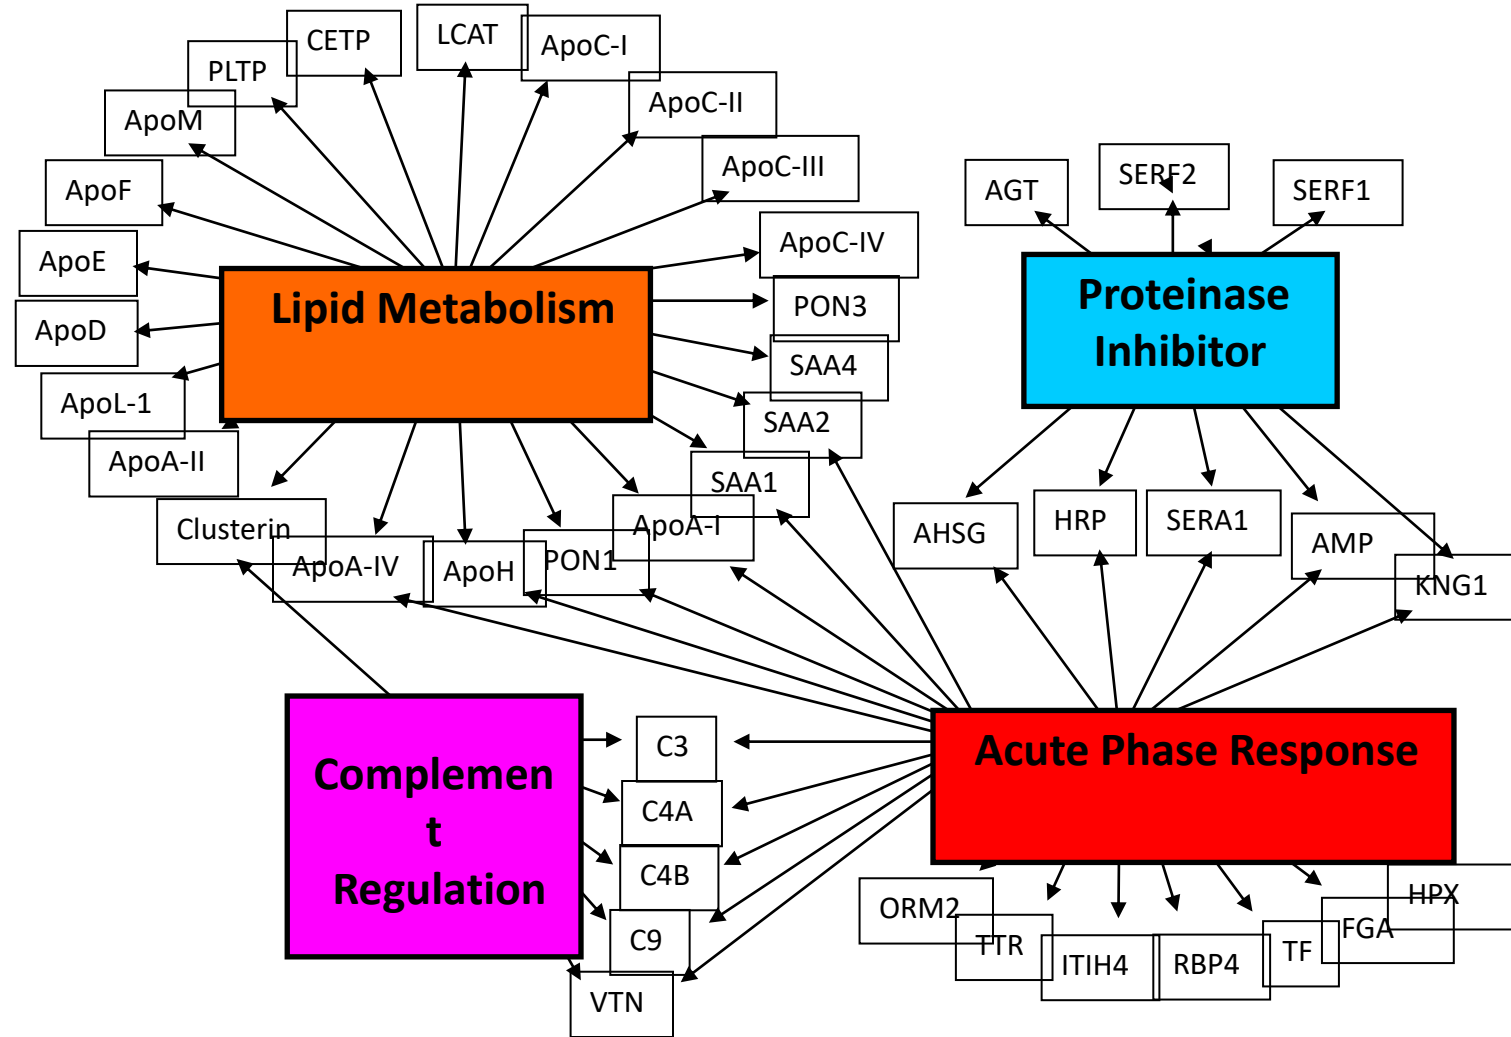 CETP
LCAT
ApoC-I
PLTP
ApoC-II
ApoM
ApoC-III
ApoF
AGT
SERF2
SERF1
ApoE
ApoC-IV
Lipid Metabolism
PON3
Proteinase
Inhibitor
ApoD
SAA4
ApoL-1
SAA2
ApoA-II
SAA1
Clusterin
ApoA-I
AHSG
HRP
SERA1
AMP
ApoA-IV
ApoH
PON1
KNG1
Complemen
t
Regulation
C3
C4A
C4B
C9
VTN
Acute Phase Response
ORM2
TTR
ITIH4
RBP4
TF
FGA
HPX